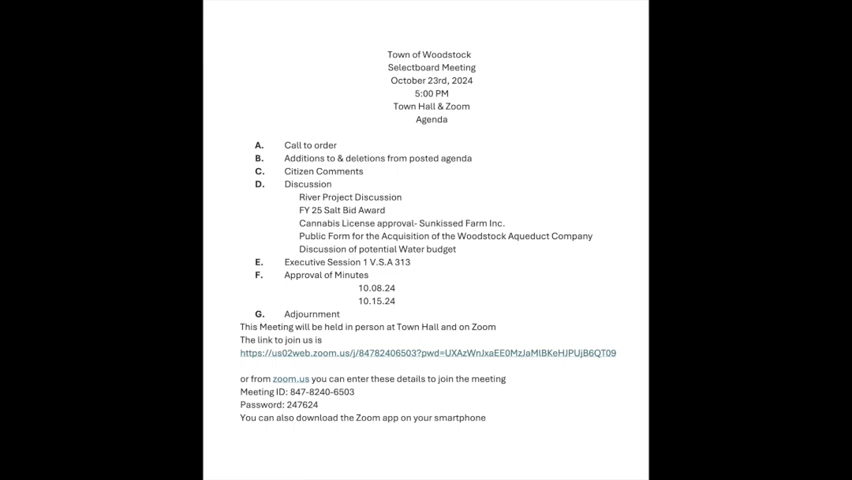 Town of Woodstock
Selectboard Meeting
October 23rd, 2024
5:00 PM
Town Hall & Zoom
Agenda
A. Call to order
B. Additions to & deletions from posted agenda
C. Citizen Comments
D. Discussion
River Project Discussion
FY 25 Salt Bid Award
Cannabis License approval- Sunkissed Farm Inc.
Public Form for the Acquisition of the Woodstock Aqueduct Company
Discussion of potential Water budget
E. Executive Session 1 V.S.A 313
F. Approval of Minutes
10.08.24
10.15.24
G. Adjournment
This Meeting will be held in person at Town Hall and on Zoom
The link to join us is
https://us02web.zoom.us/j/84782406503?pwd=UXAzWnJxaEE0MzJaMlBKeHJPUjB6QT09
or from zoom.us you can enter these details to join the meeting
Meeting ID: 847-8240-6503
Password: 247624
You can also download the Zoom app on your smartphone